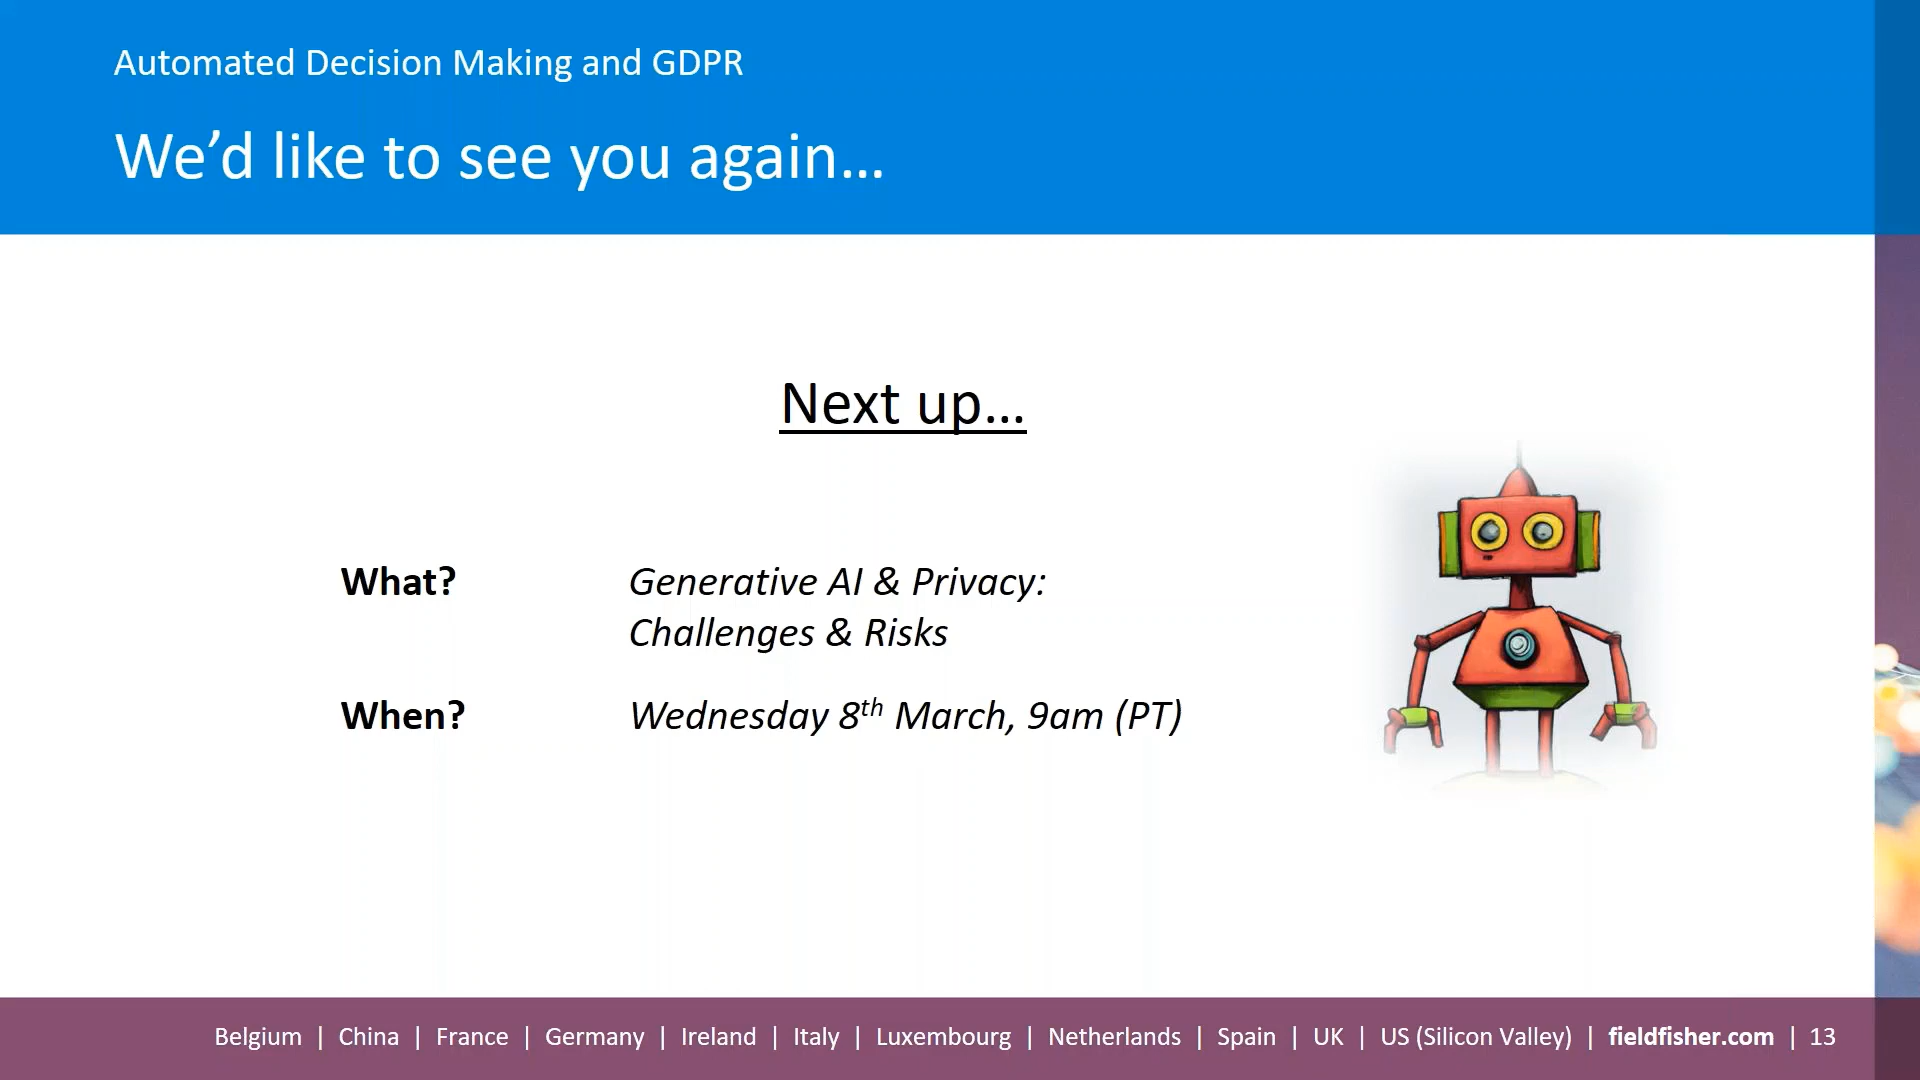 Automated Decision Making and GDPR
We’d like to see you again…
Next up…
What? Generative AI & Privacy:
Challenges & Risks
When? Wednesday 8th March, 9am (PT)
Belgium | China | France | Germany | Ireland | Italy | Luxembourg | Netherlands | Spain | UK | US (Silicon Valley) | fieldfisher.com | 13